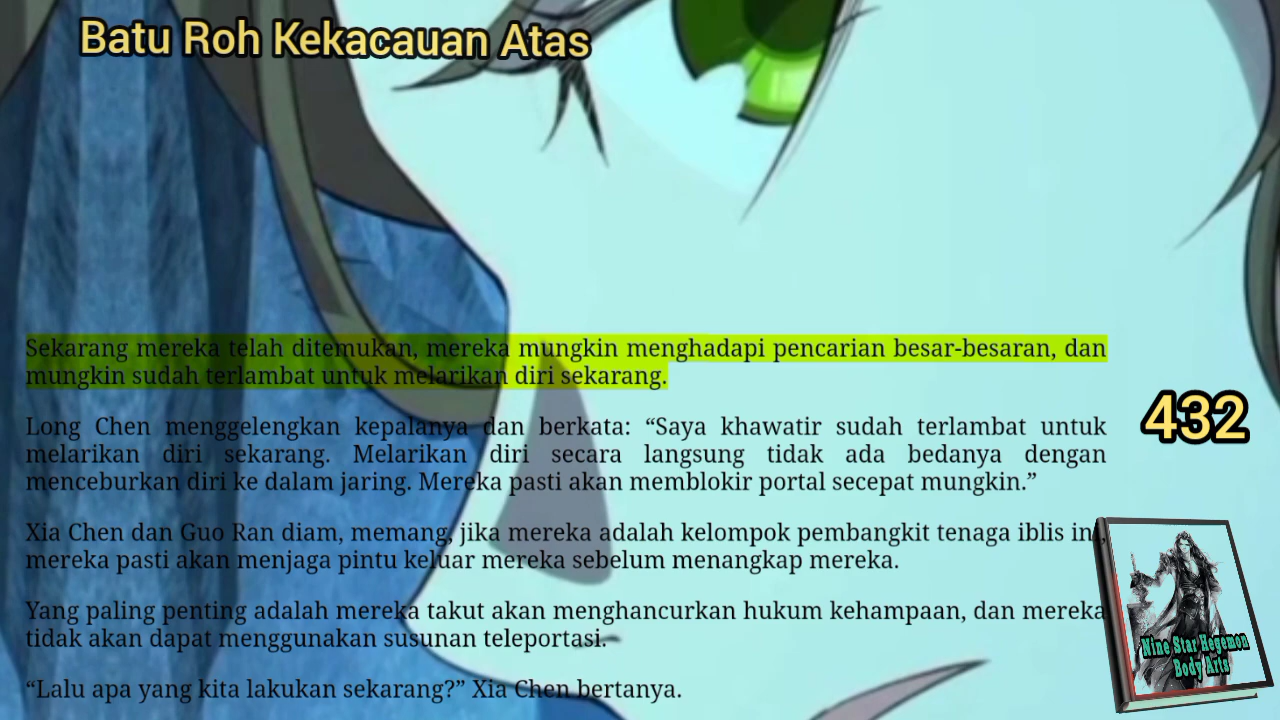 Batu Roh Kekacauan Atas
Sekarang mereka telah ditemukan, mereka mungkin menghadapi pencarian besar-besaran, dan
mungkin sudah terlambat untuk melarikan diri sekarang.
Long Chen menggelengkan kepalanya dan berkata: “Saya khawatir sudah terlambat untuk
melarikan diri sekarang. Melarikan diri secara langsung tidak ada bedanya dengan
menceburkan diri ke dalam jaring. Mereka pasti akan memblokir portal secepat mungkin.”
432
Xia Chen dan Guo Ran diam, memang, jika mereka adalah kelompok pembangkit tenaga iblis ini,
mereka pasti akan menjaga pintu keluar mereka sebelum menangkap mereka.
Yang paling penting adalah mereka takut akan menghancurkan hukum kehampaan, dan mereka
tidak akan dapat menggunakan susunan teleportasi.
“Lalu apa yang kita lakukan sekarang?” Xia Chen bertanya.
Nine Star Hegemon
Body Arts